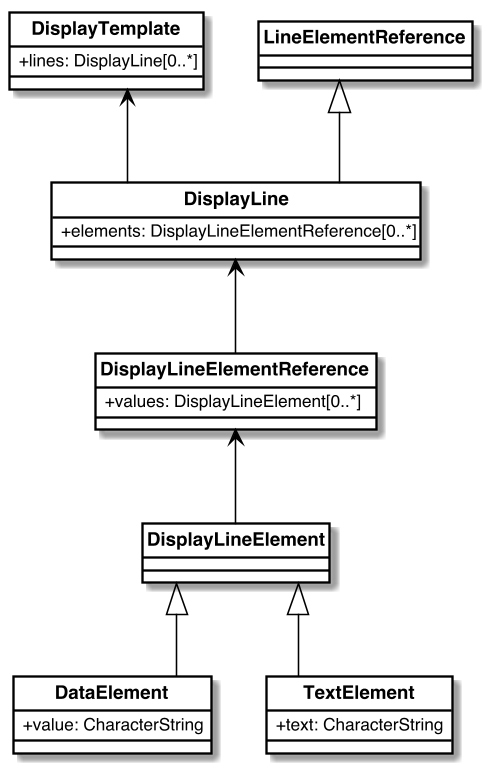 DisplayTemplate
+lines: DisplayLine[0..*]
LineElementReference
DisplayLine
+elements: DisplayLineElementReference[0..*]
DisplayLineElementReference
+values: DisplayLineElement[0..*]
DisplayLineElement
DataElement
+value: CharacterString
TextElement
+text: CharacterString